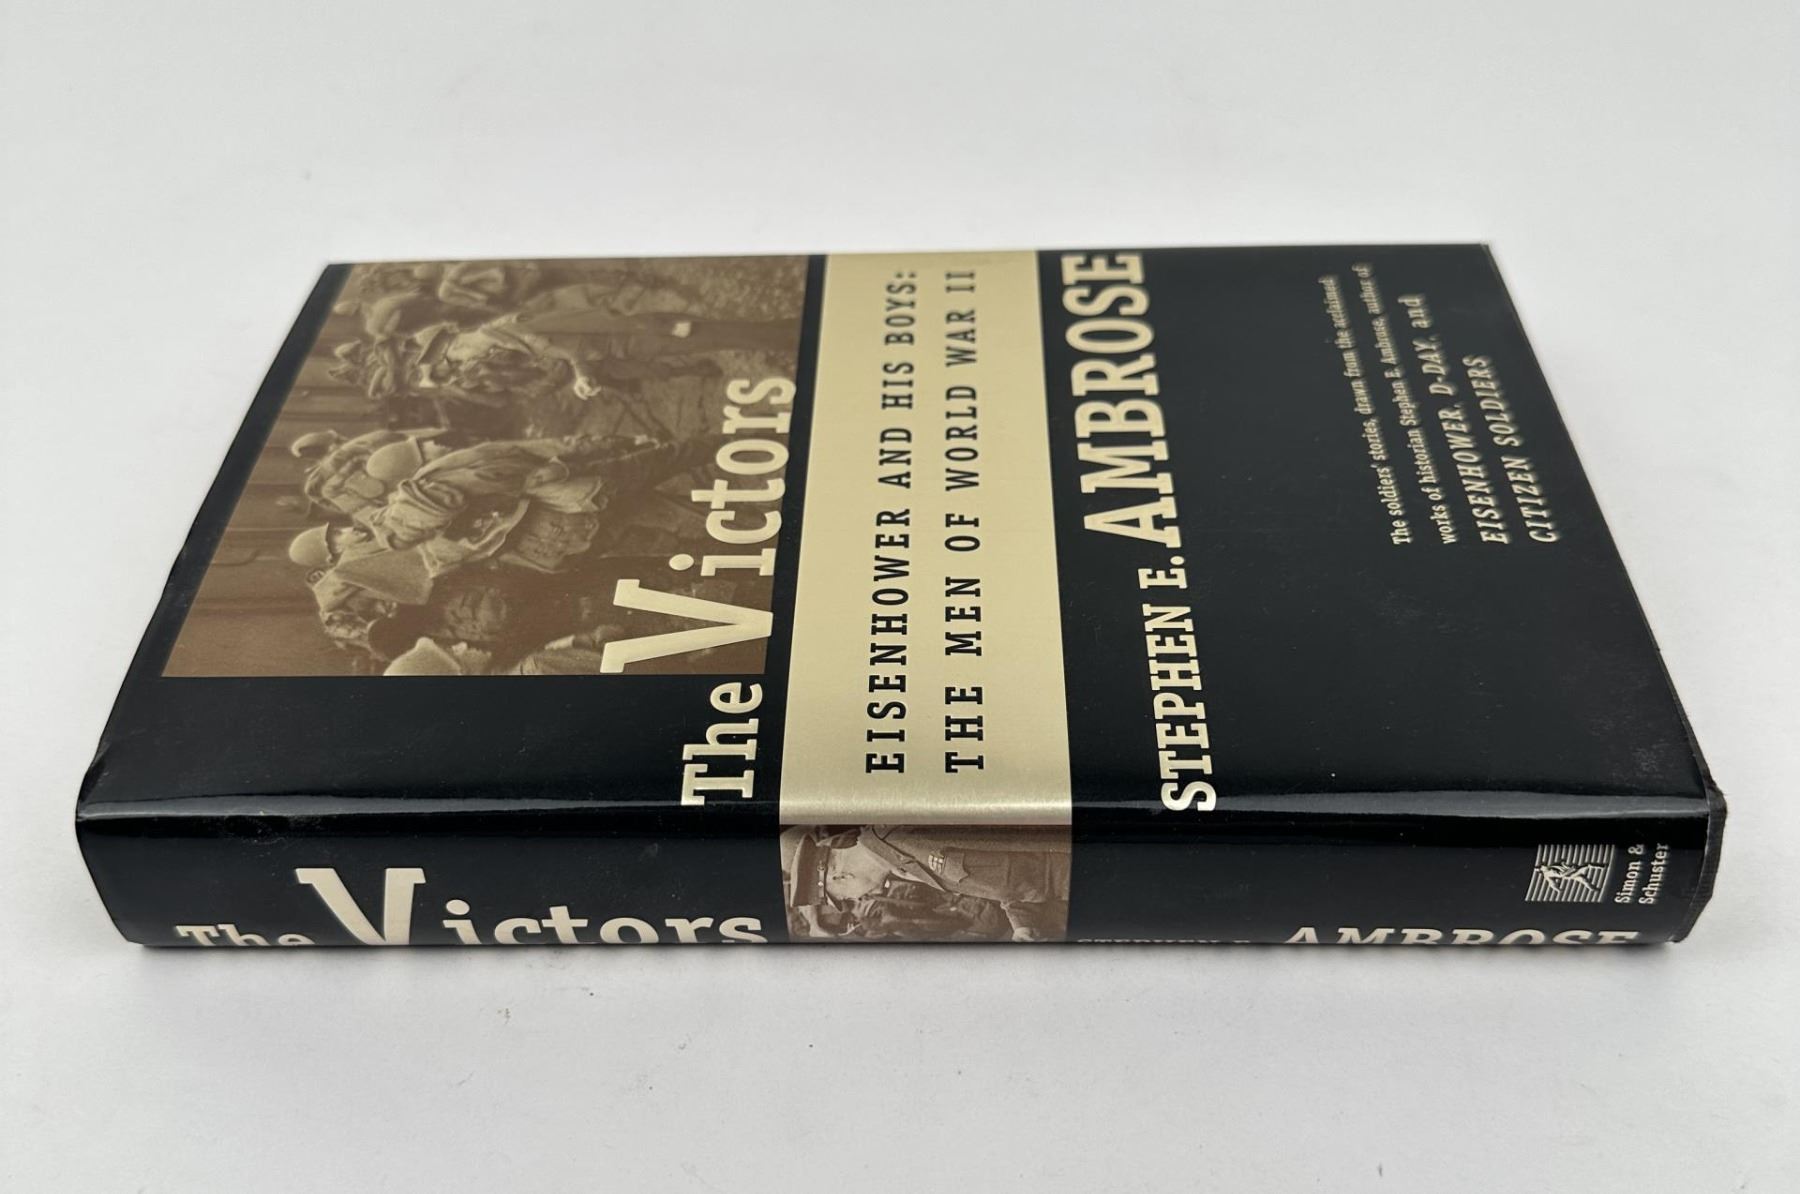 The Victors
EISENHOWER AND HIS BOYS:
THE MEN OF WORLD WAR II
STEPHEN E. AMBROSE
The soldiers' stories, drawn from the acclaimed
works of historian Stephen E. Ambrose, author of
EISENHOWER, D-DAY, and
CITIZEN SOLDIERS
The Victors
STEPHEN E. AMBROSE
Simon &
Schuster